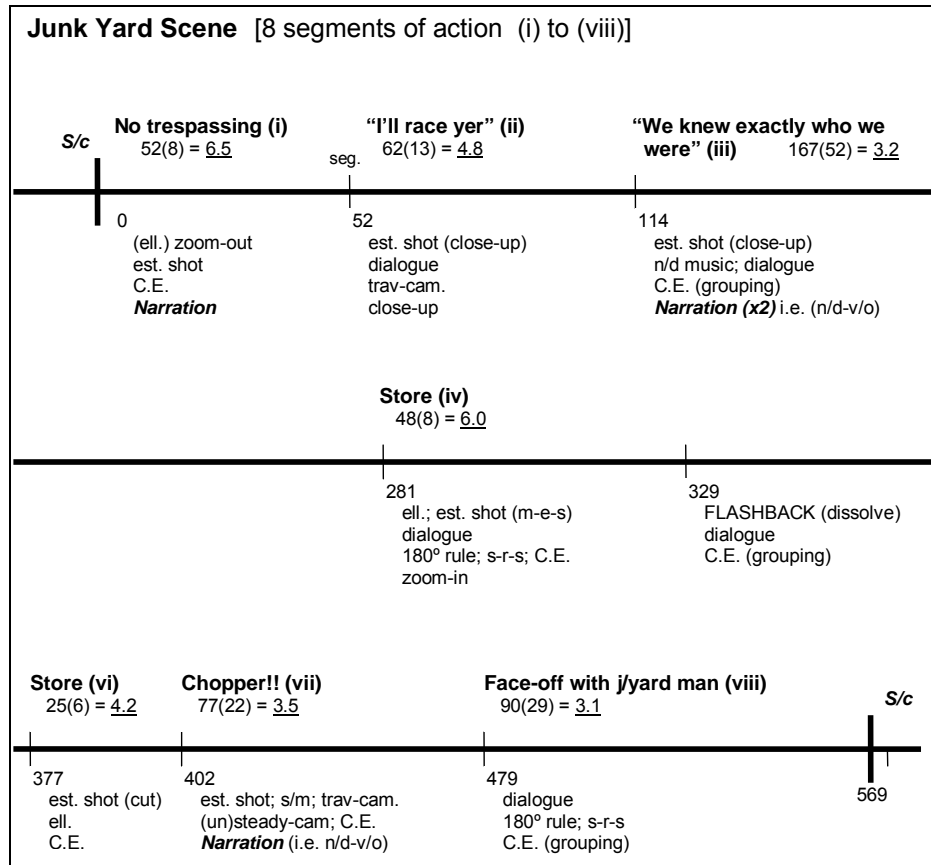 Junk Yard Scene [8 segments of action (i) to (viii)]
S/c
No trespassing (i)
52(8) = 6.5
seg.
"I'll race yer" (ii)
62(13) = 4.8
"We knew exactly who we
were" (iii) 167(52) = 3.2
0
(ell.) zoom-out
est. shot
C.E.
Narration
52
est. shot (close-up)
dialogue
trav-cam.
close-up
114
est. shot (close-up)
n/d music; dialogue
C.E. (grouping)
Narration (x2) i.e. (n/d-v/o)
Store (iv)
48(8) = 6.0
281
ell.; est. shot (m-e-s)
dialogue
180º rule; s-r-s; C.E.
zoom-in
329
FLASHBACK (dissolve)
dialogue
C.E. (grouping)
Store (vi)
25(6) = 4.2
Chopper!! (vii)
77(22) = 3.5
Face-off with j/yard man (viii)
90(29) = 3.1
S/c
377
est. shot (cut)
ell.
C.E.
402
est. shot; s/m; trav-cam.
(un)steady-cam; C.E.
Narration (i.e. n/d-v/o)
479
dialogue
180º rule; s-r-s
C.E. (grouping)
569